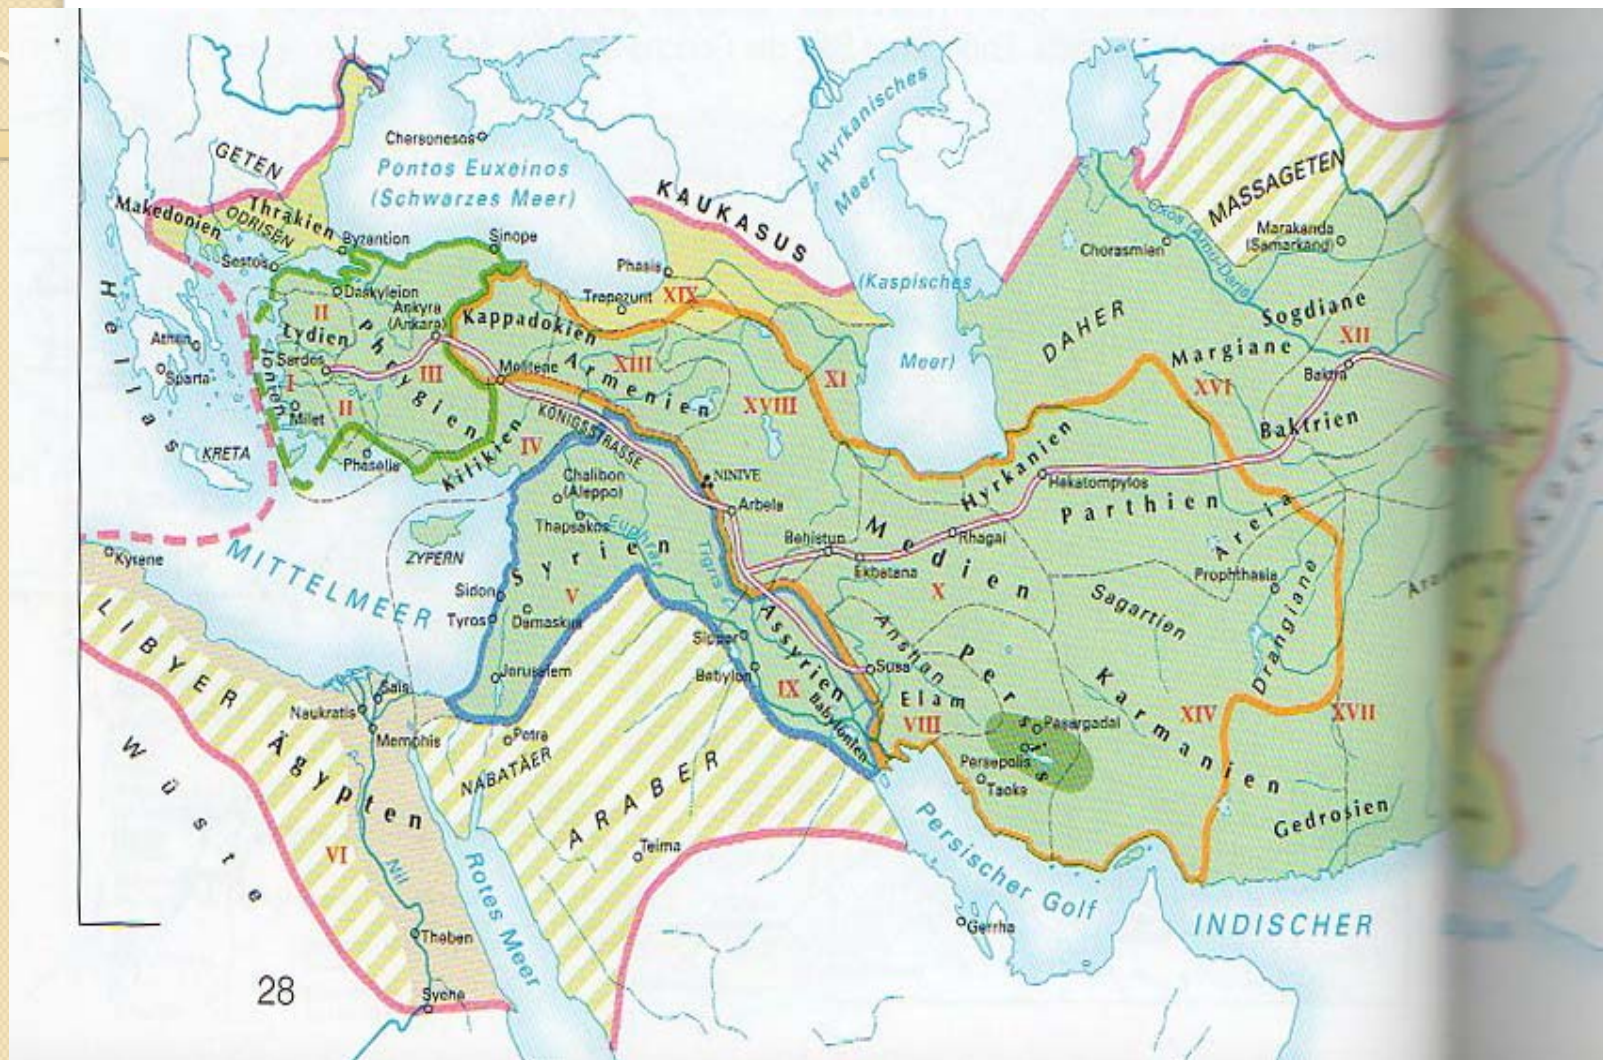 Chersonesos
Hyrkanisches
Meer
(Kaspisches
Meer)
GETEN
Pontos Euxeinos
(Schwarzes Meer)
KAUKASUS
MASSAGETEN
Makedonien
Thrakien
ODRISEN
Byzantion
Sinope
Sestos
Oxos (Amu-Darja)
Chorasmien
Marakanda
(Samarkand)
Phasis
Trapezunt
XIX
Daskyleion
Ankyra
(Ankara)
II
Lydien
Phrygien
Kappadokien
DAHER
Sogdiane
XII
Margiane
Hellas
Athen
Sparta
Sardes
Ionien
I
II
III
Milet
Melitene
Armenien
XIII
XVIII
XI
XVI
Baktra
Baktrien
KÖNIGSSTRASSE
IV
Kilikien
KRETA
Phaselis
Chalibon
(Aleppo)
NINIVE
Arbela
Thapsakos
Euphrat
Tigris
Hyrkanien
Hekatompylos
Parthien
Areia
Kyrene
MITTELMEER
ZYPERN
Syrien
V
Behistun
Medien
Rhagai
Ekbatana
X
Prophthasia
Sagartien
Drangiane
Sidon
Tyros
Damaskus
Jerusalem
Sippar
Babylon
Assyrien
IX
Babylonien
Anshan
Susa
Elam
VIII
Persis
Pasargadai
Persepolis
Taoke
Karmanien
XIV
XVII
Gedrosien
LIBYER
Sais
Naukratis
Memphis
Ägypten
VI
Nil
Wüste
Petra
NABATÄER
ARABER
Teima
Rotes Meer
Theben
Syene
Persischer Golf
Gerrha
INDISCHER
28